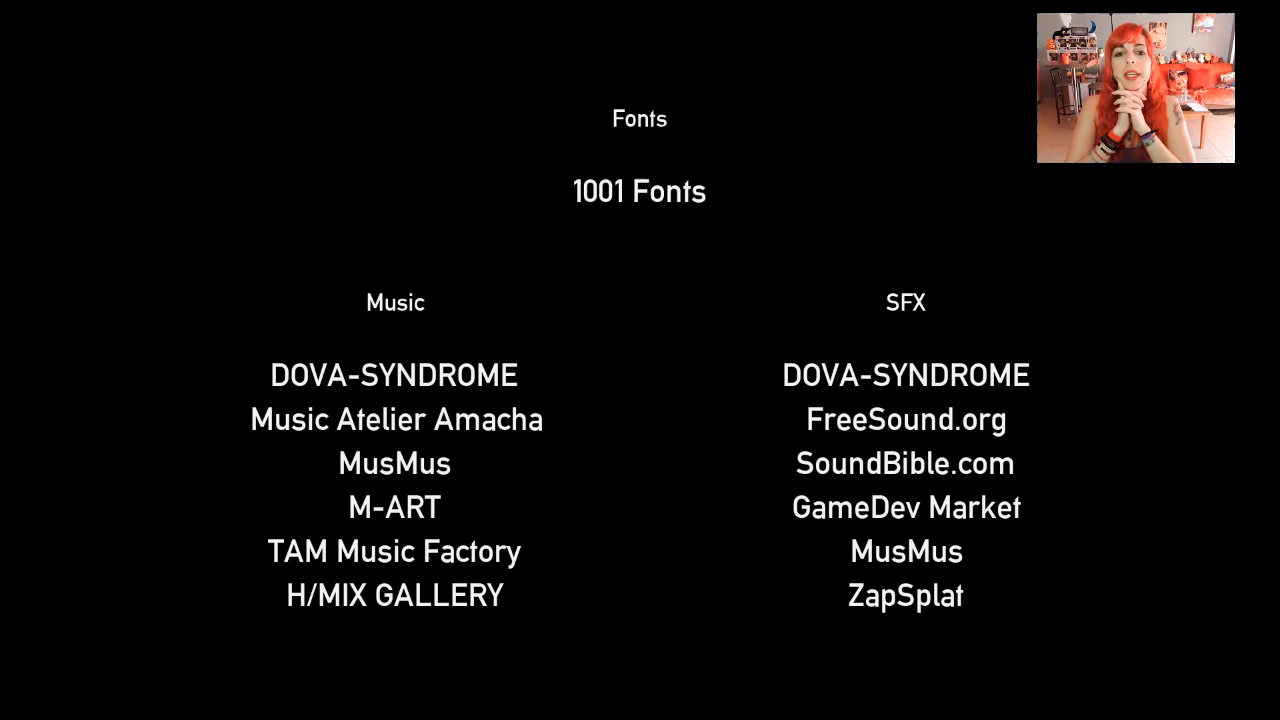 Fonts
1001 Fonts
Music
DOVA-SYNDROME
Music Atelier Amacha
MusMus
M-ART
TAM Music Factory
H/MIX GALLERY
SFX
DOVA-SYNDROME
FreeSound.org
SoundBible.com
GameDev Market
MusMus
ZapSplat